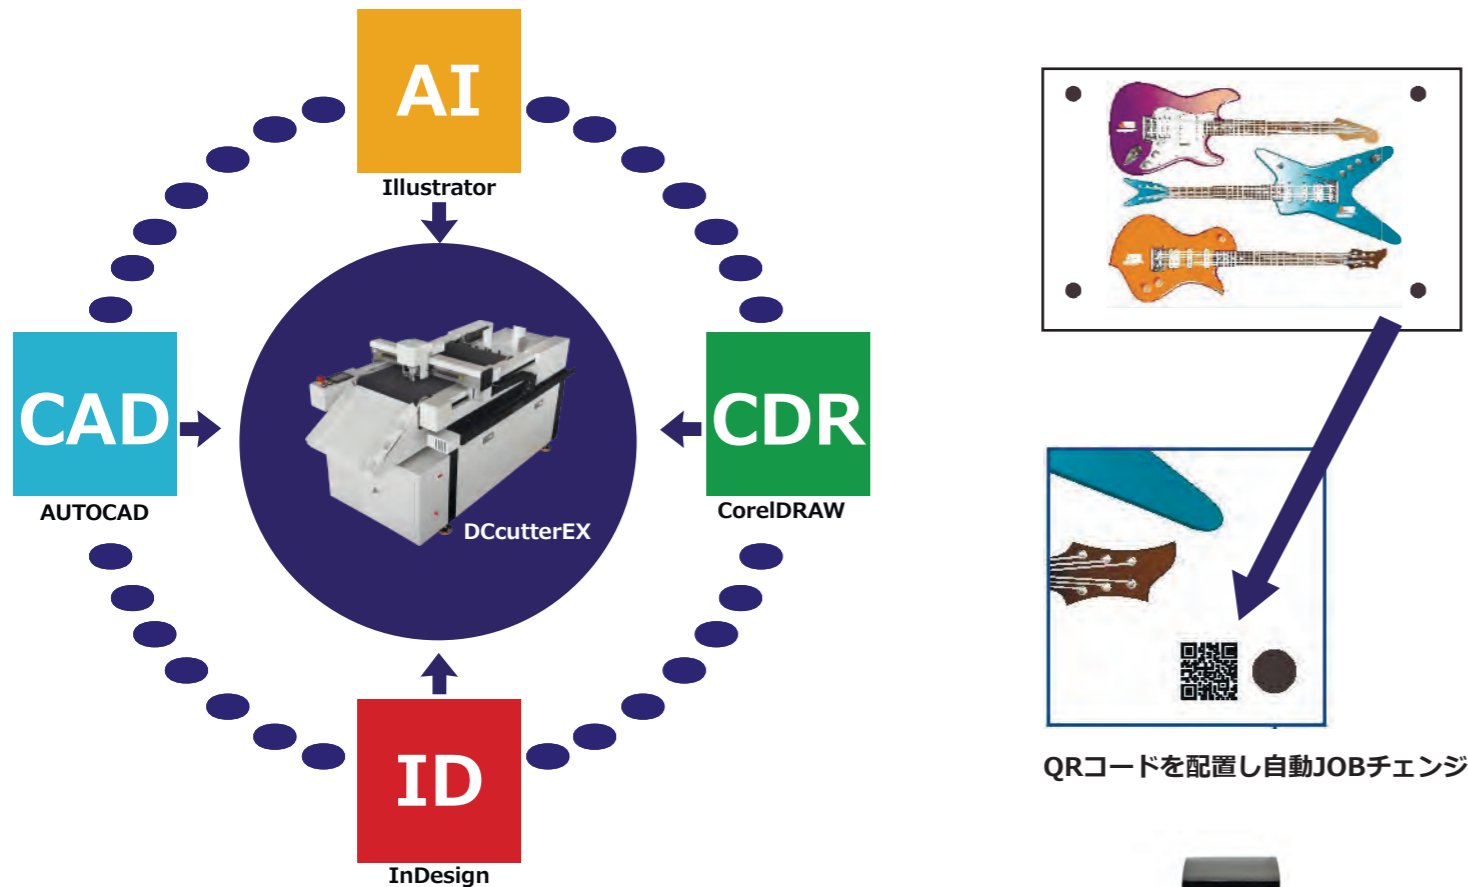 AI
Illustrator
CAD
AUTOCAD
CDR
CorelDRAW
DCcutterEX
ID
InDesign
QRコードを配置し自動JOBチェンジ